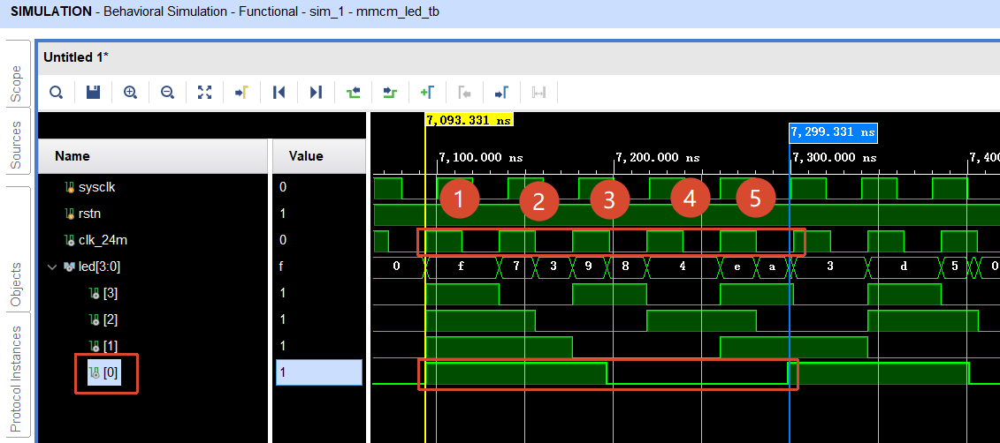 SIMULATION - Behavioral Simulation - Functional - sim_1 - mmcm_led_tb
Scope
Sources
Objects
Protocol Instances
Untitled 1*
Name
Value
7,093.331 ns
7,299.331 ns
7,100.000 ns
7,200.000 ns
7,300.000 ns
7,400
sysclk
0
1
2
3
4
5
rstn
1
clk_24m
0
led[3:0]
f
0 f 7 3 9 8 4 e a 3 d 5 0
[3]
1
[2]
1
[1]
1
[0]
1